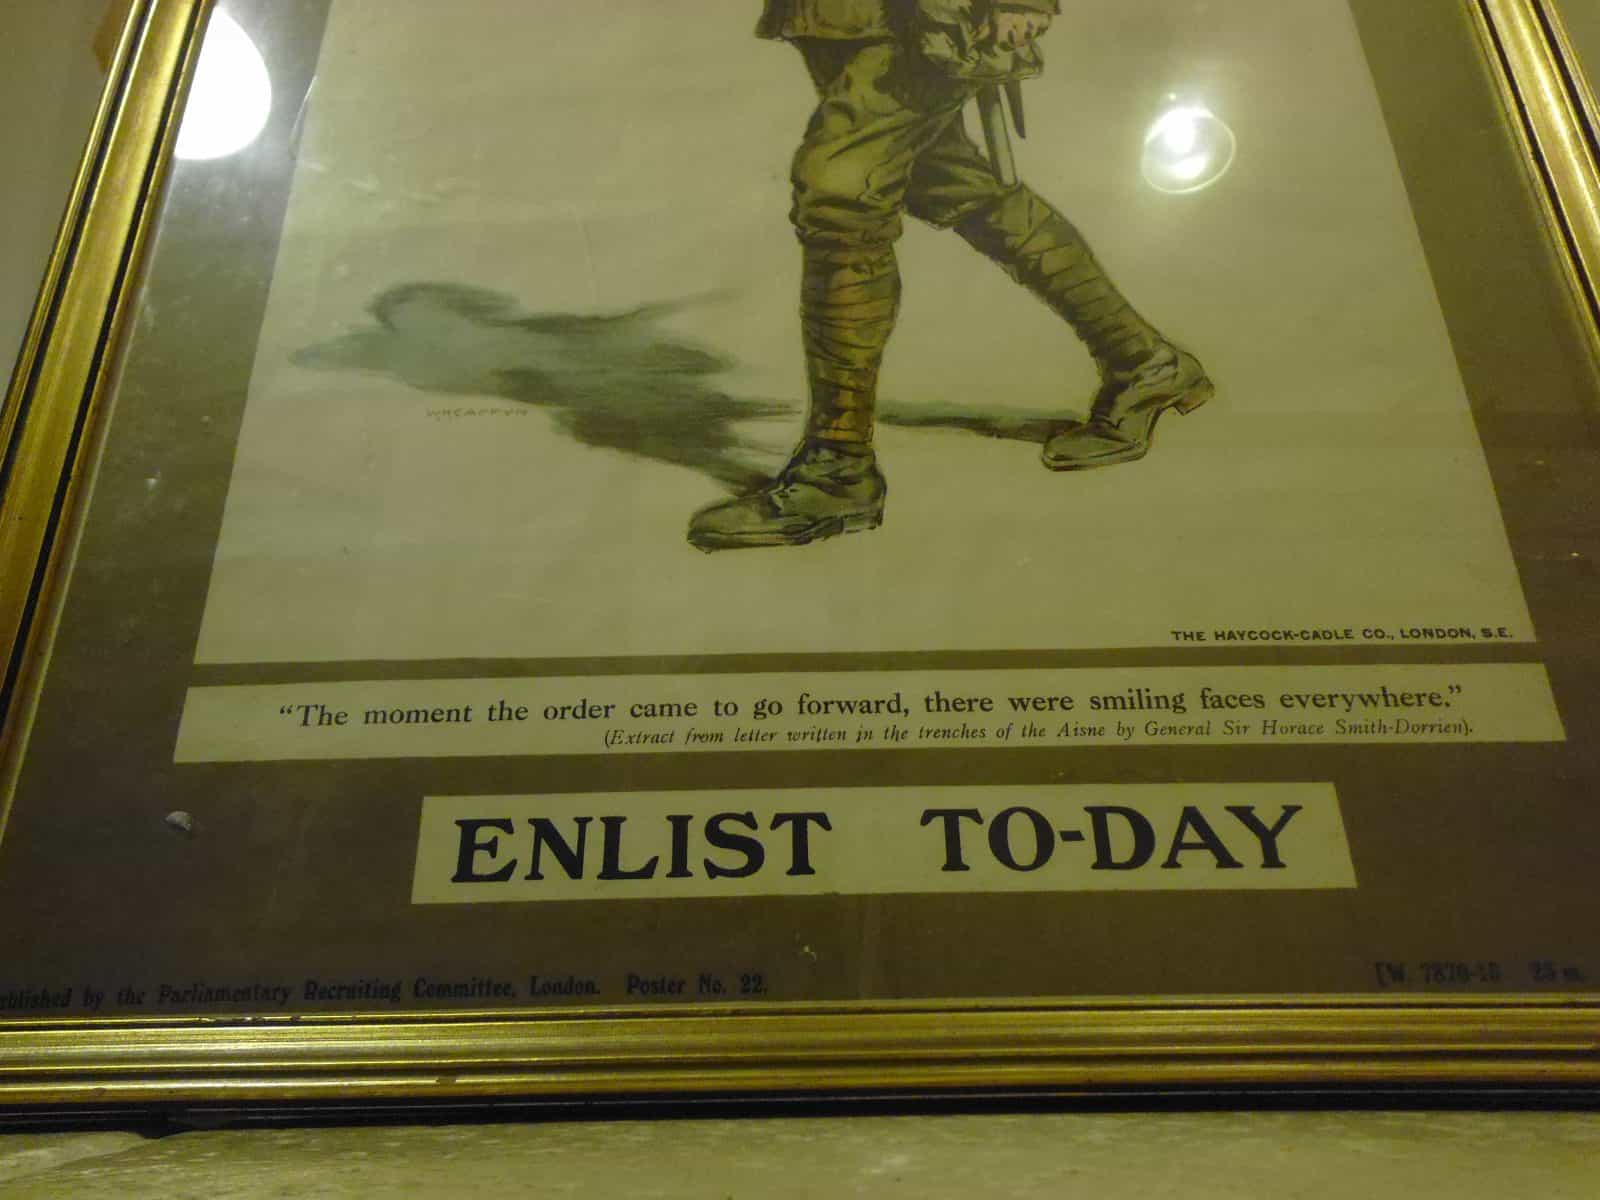 THE HAYCOCK-CADLE CO., LONDON, S.E.
"The moment the order came to go forward, there were smiling faces everywhere."
(Extract from letter written in the trenches of the Aisne by General Sir Horace Smith-Dorrien).
ENLIST TO-DAY
by the Parliamentary Recruiting Committee, London. Poster No. 22.